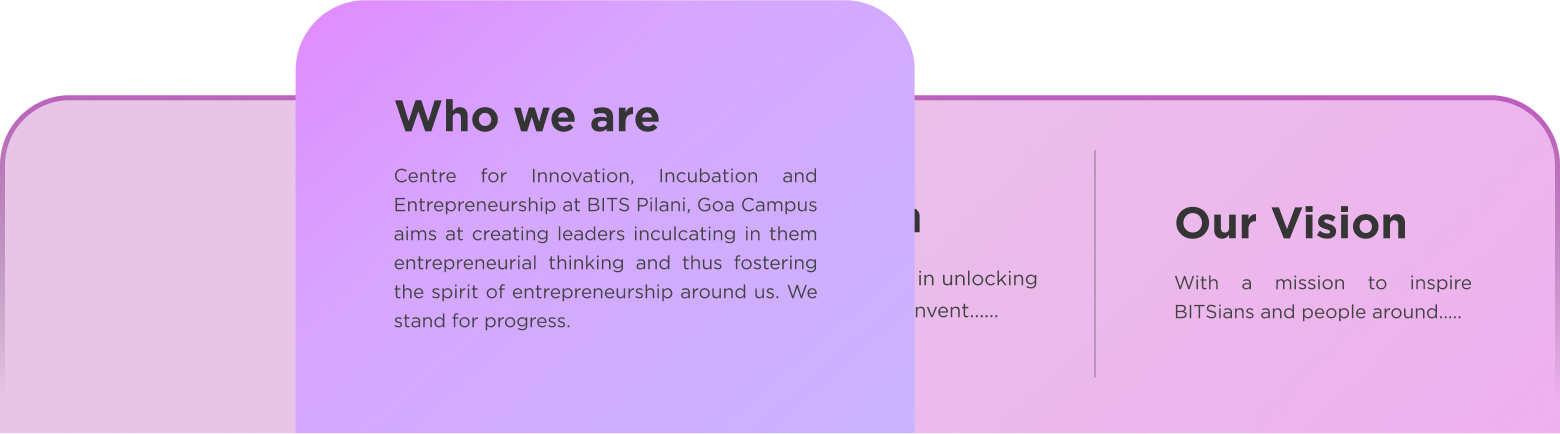 Who we are
Centre for Innovation, Incubation and
Entrepreneurship at BITS Pilani, Goa Campus
aims at creating leaders inculcating in them
entrepreneurial thinking and thus fostering
the spirit of entrepreneurship around us. We
stand for progress.
in unlocking
nvent......
Our Vision
With a mission to inspire
BITSians and people around.....